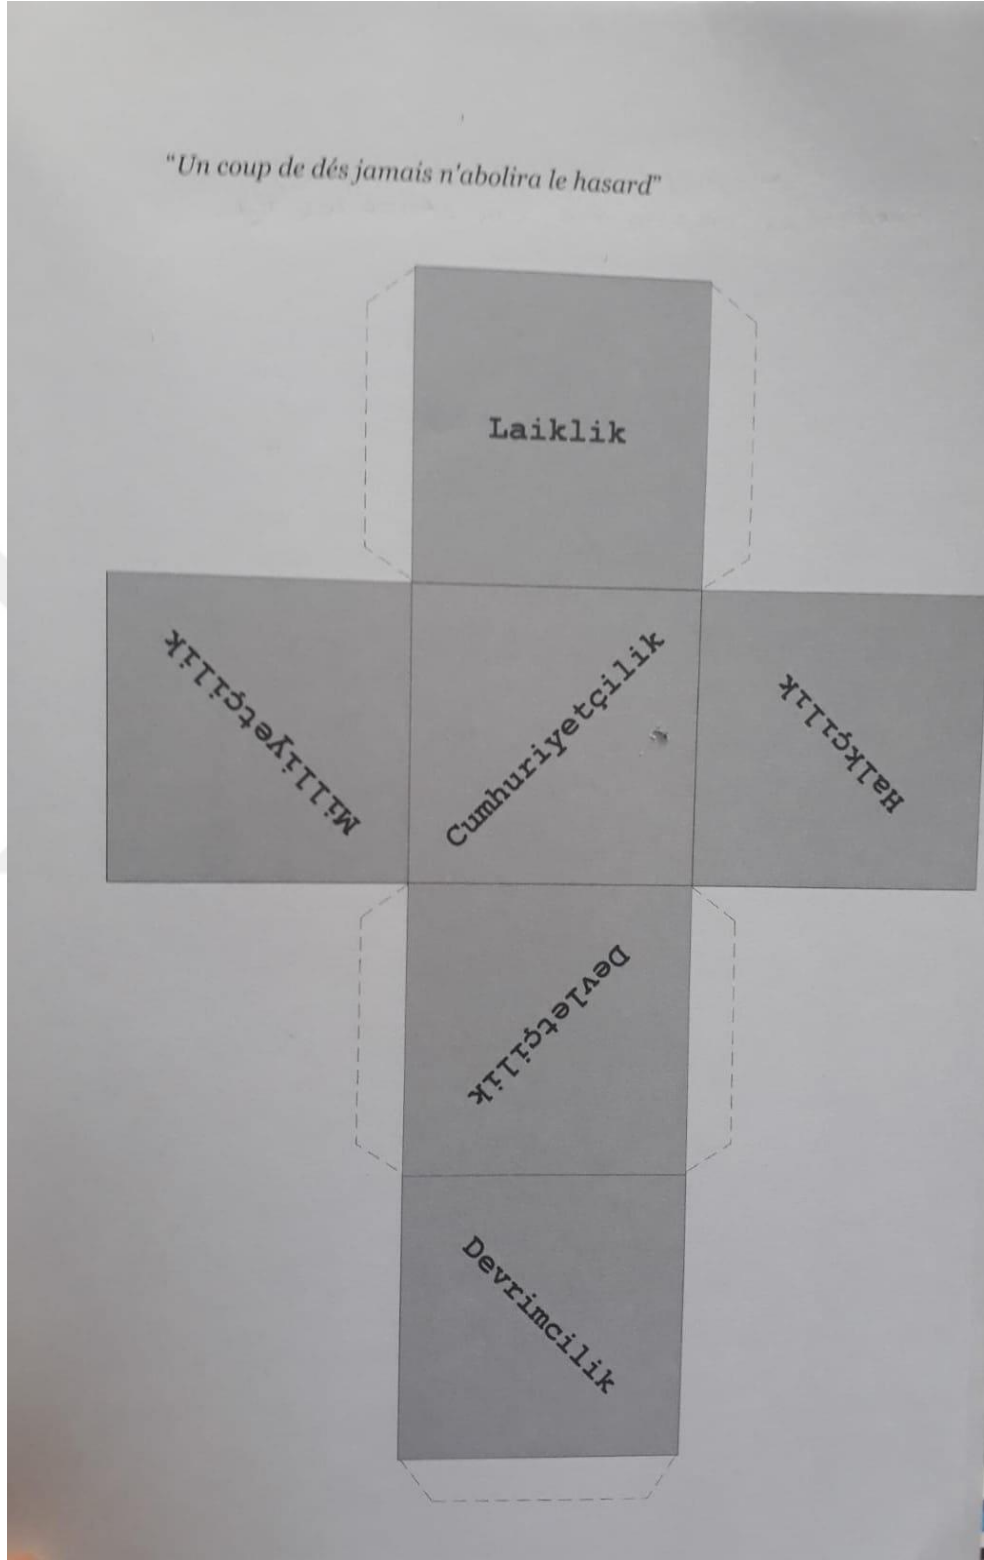 "Un coup de dés jamais n'abolira le hasard"
Laiklik
Milliyetçilik
Cumhuriyetçilik
Halkçılık
Devletçilik
Devrimcilik